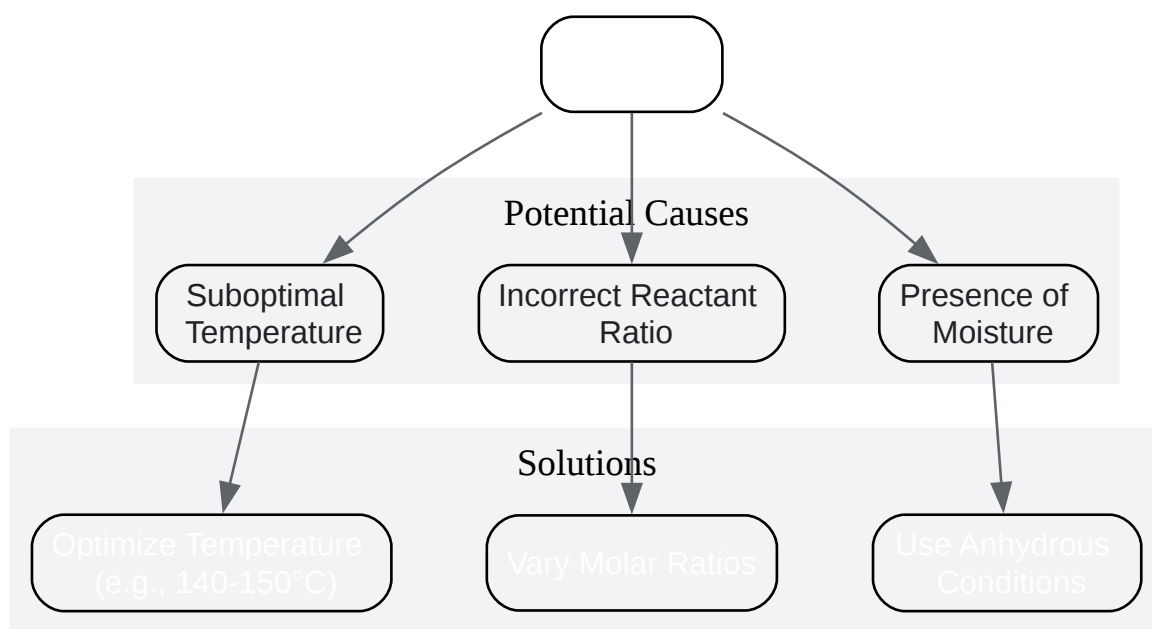 Potential Causes
Suboptimal
Temperature
Incorrect Reactant
Ratio
Presence of
Moisture
Solutions
Optimize Temperature
(e.g., 140-150°C)
Vary Molar Ratios
Use Anhydrous
Conditions